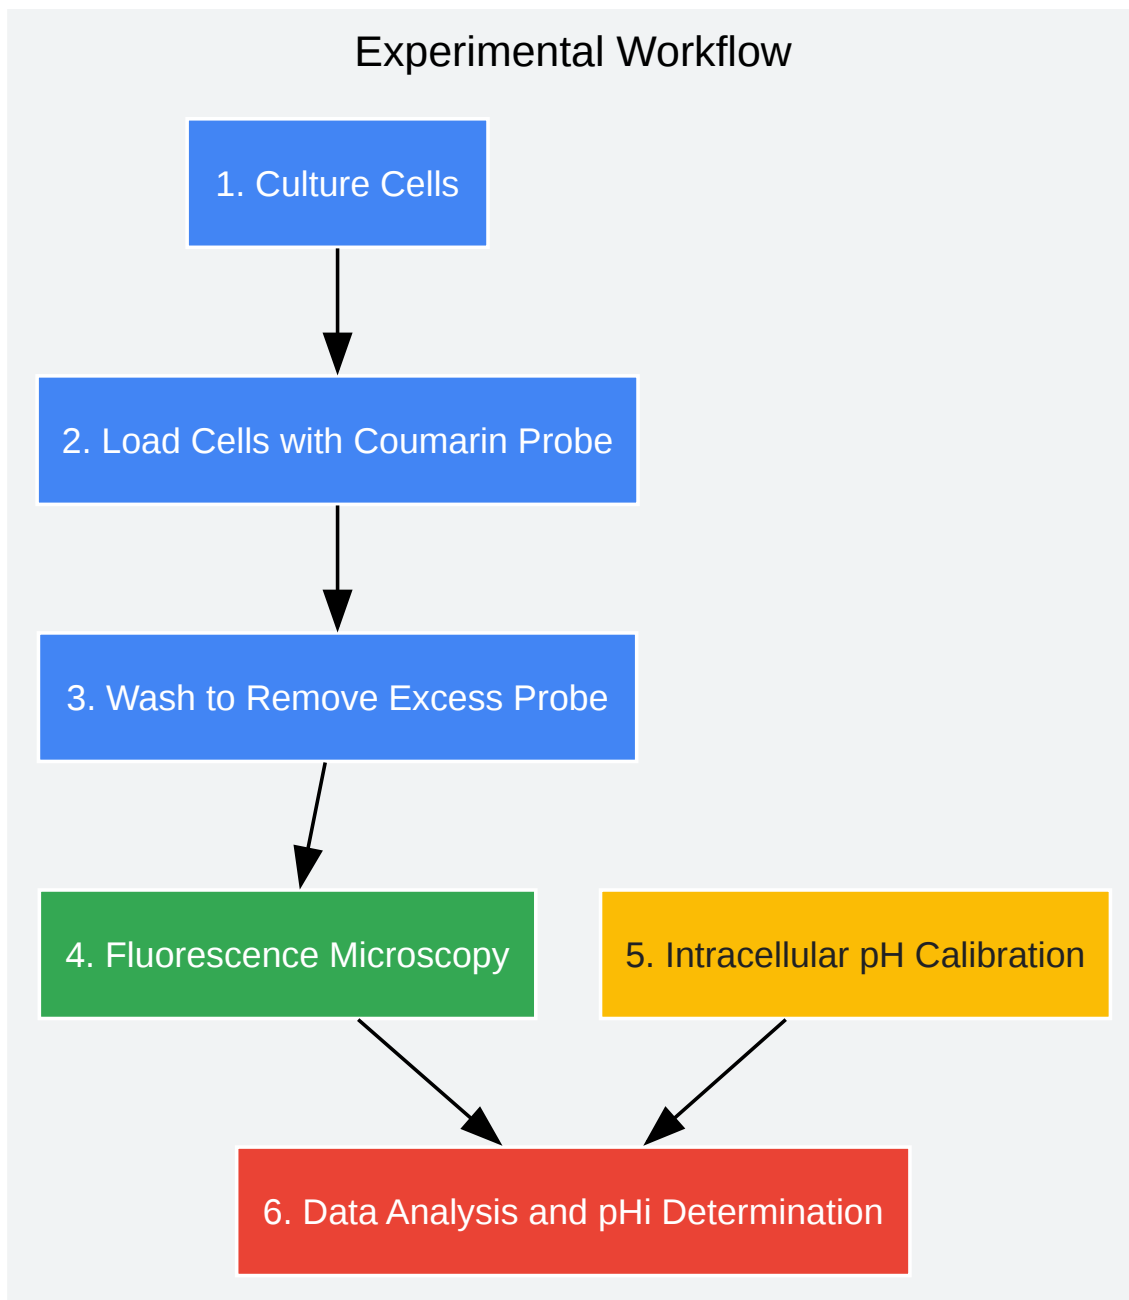 Experimental Workflow
1. Culture Cells
2. Load Cells with Coumarin Probe
3. Wash to Remove Excess Probe
4. Fluorescence Microscopy
5. Intracellular pH Calibration
6. Data Analysis and pHi Determination